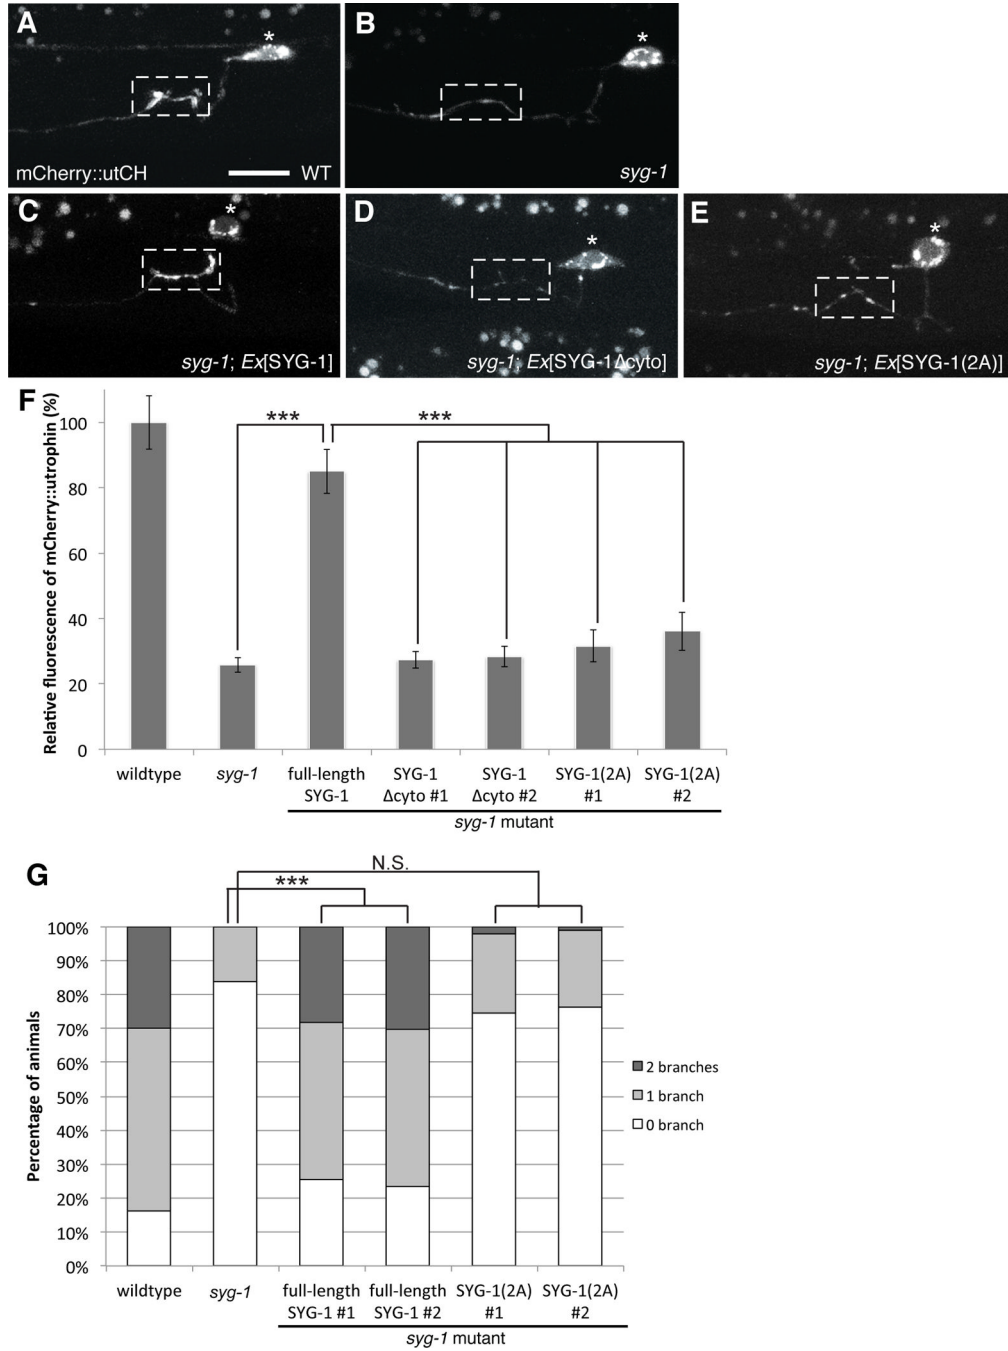 A
*
mCherry::utCH
WT
B
*
syg-1
C
*
syg-1; Ex[SYG-1]
D
*
syg-1; Ex[SYG-1Δcyto]
E
*
syg-1; Ex[SYG-1(2A)]
F
Relative fluorescence of mCherry::utrophin (%)
100
80
60
40
20
0
***
***
wildtype
syg-1
full-length
SYG-1
SYG-1
Δcyto #1
SYG-1
Δcyto #2
SYG-1(2A)
#1
SYG-1(2A)
#2
syg-1 mutant
G
N.S.
***
Percentage of animals
100%
90%
80%
70%
60%
50%
40%
30%
20%
10%
0%
2 branches
1 branch
0 branch
wildtype
syg-1
full-length
SYG-1 #1
full-length
SYG-1 #2
SYG-1(2A)
#1
SYG-1(2A)
#2
syg-1 mutant